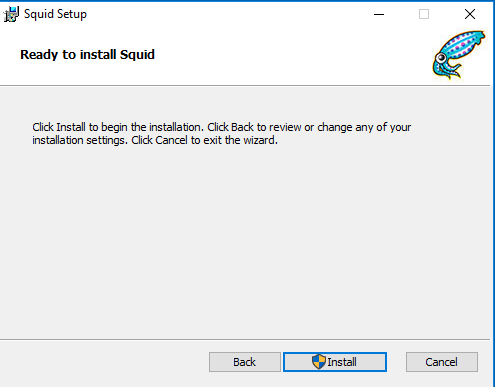 Squid Setup
Ready to install Squid
Click Install to begin the installation. Click Back to review or change any of your
installation settings. Click Cancel to exit the wizard.
Back
Install
Cancel